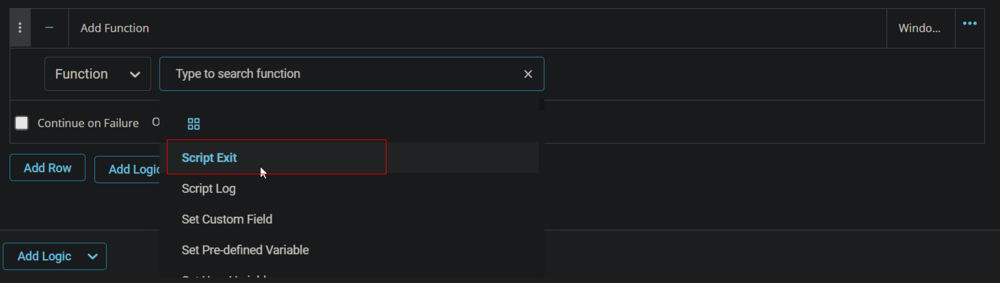 Add Function
Windo...
Function
Type to search function
Continue on Failure
Script Exit
Add Row
Add Logic
Script Log
Set Custom Field
Set Pre-defined Variable
Add Logic